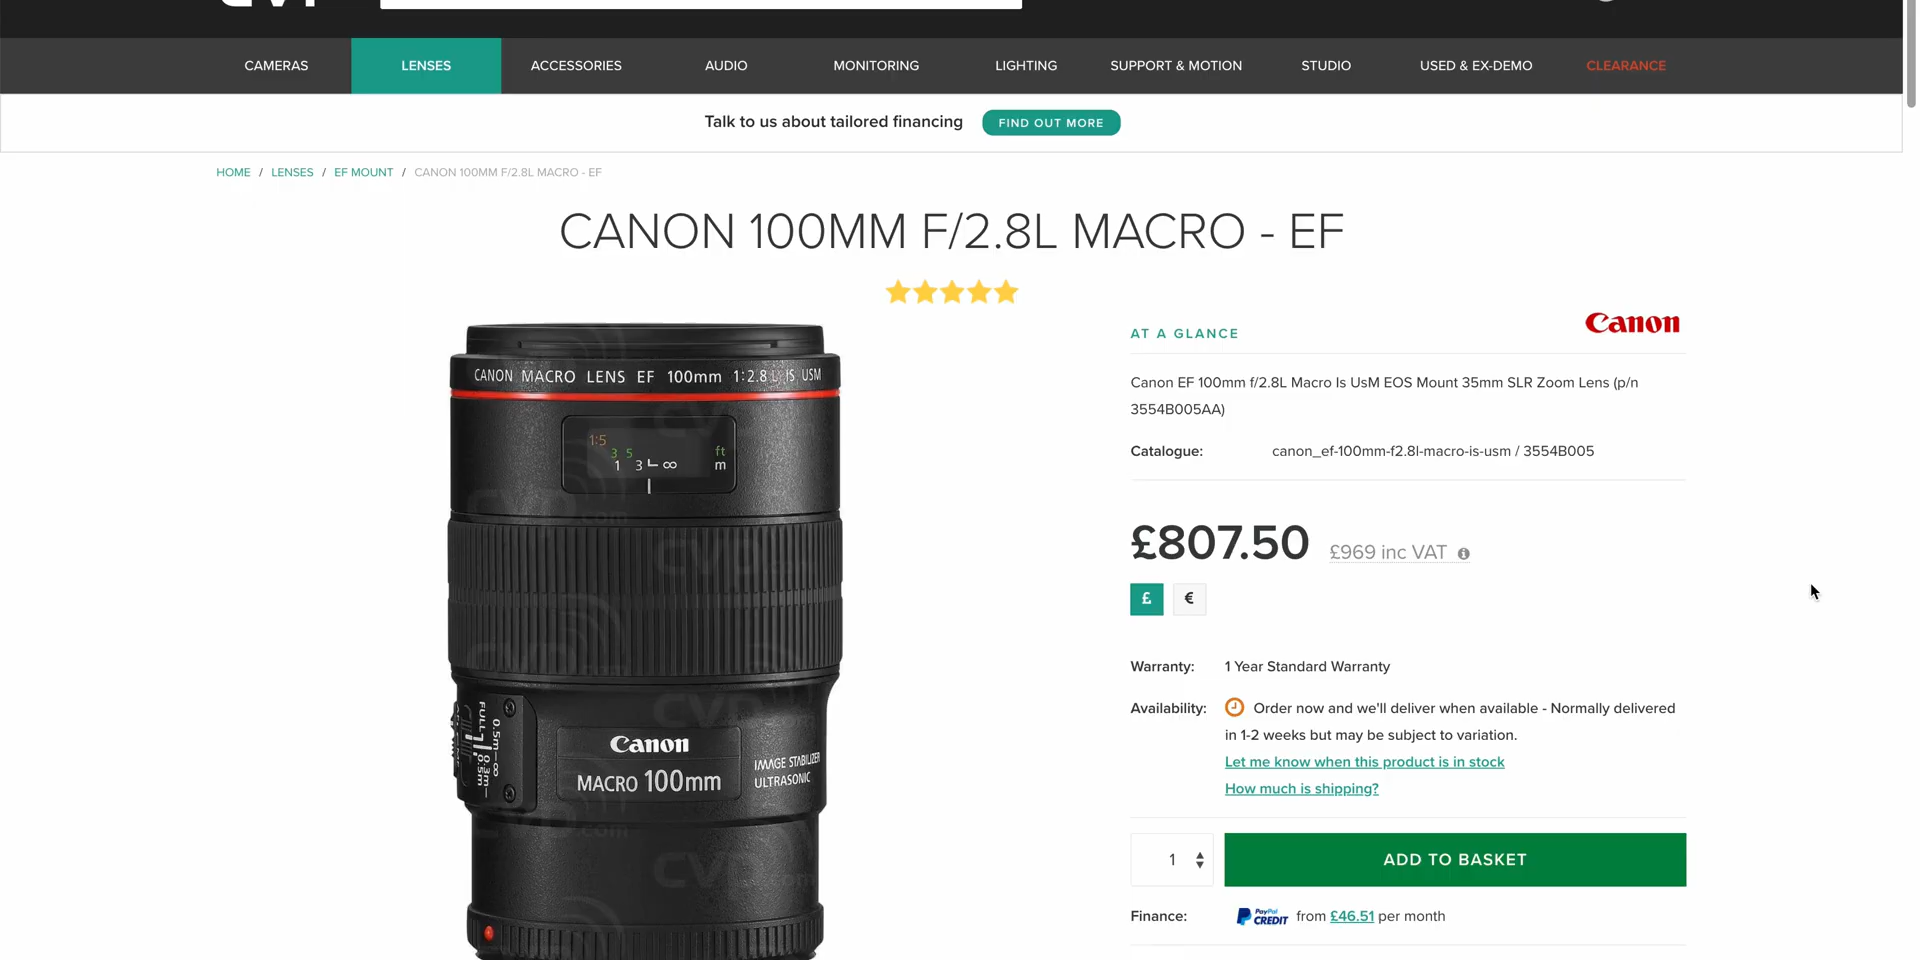 CAMERAS
LENSES
ACCESSORIES
AUDIO
MONITORING
LIGHTING
SUPPORT & MOTION
STUDIO
USED & EX-DEMO
CLEARANCE
Talk to us about tailored financing
FIND OUT MORE
HOME / LENSES / EF MOUNT / CANON 100MM F/2.8L MACRO - EF
CANON 100MM F/2.8L MACRO - EF
CANON MACRO LENS EF 100mm 1:2.8 L IS USM
1:5
3 5 ft
1 3 ∞ m
FULL
0.5m-∞
0.3m-0.5m
Canon
MACRO 100mm
IMAGE STABILIZER
ULTRASONIC
AT A GLANCE
Canon
Canon EF 100mm f/2.8L Macro Is UsM EOS Mount 35mm SLR Zoom Lens (p/n
3554B005AA)
Catalogue: canon_ef-100mm-f2.8l-macro-is-usm / 3554B005
£807.50 £969 inc VAT
£ €
Warranty: 1 Year Standard Warranty
Availability: Order now and we'll deliver when available - Normally delivered
in 1-2 weeks but may be subject to variation.
Let me know when this product is in stock
How much is shipping?
1
ADD TO BASKET
Finance: PayPal CREDIT from £46.51 per month